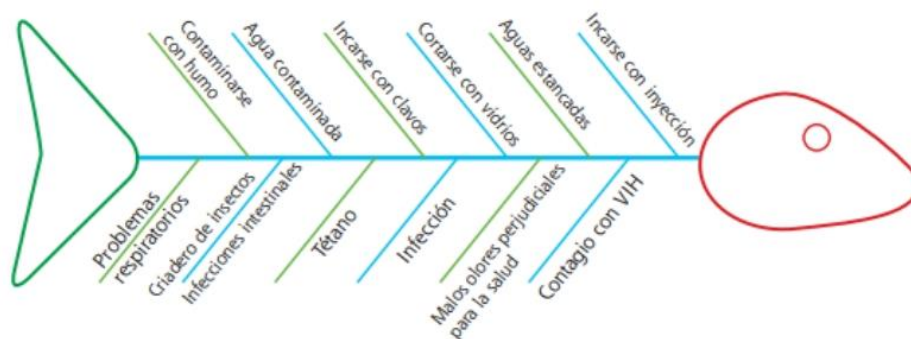 Contaminarse
con humo
Agua contaminada
Incarse con clavos
Cortarse con vidrios
Aguas estancadas
Incarse con inyección
Problemas
respiratorios
Criadero de insectos
Infecciones intestinales
Tétano
Infección
Malos olores perjudiciales
para la salud
Contagio con VIH